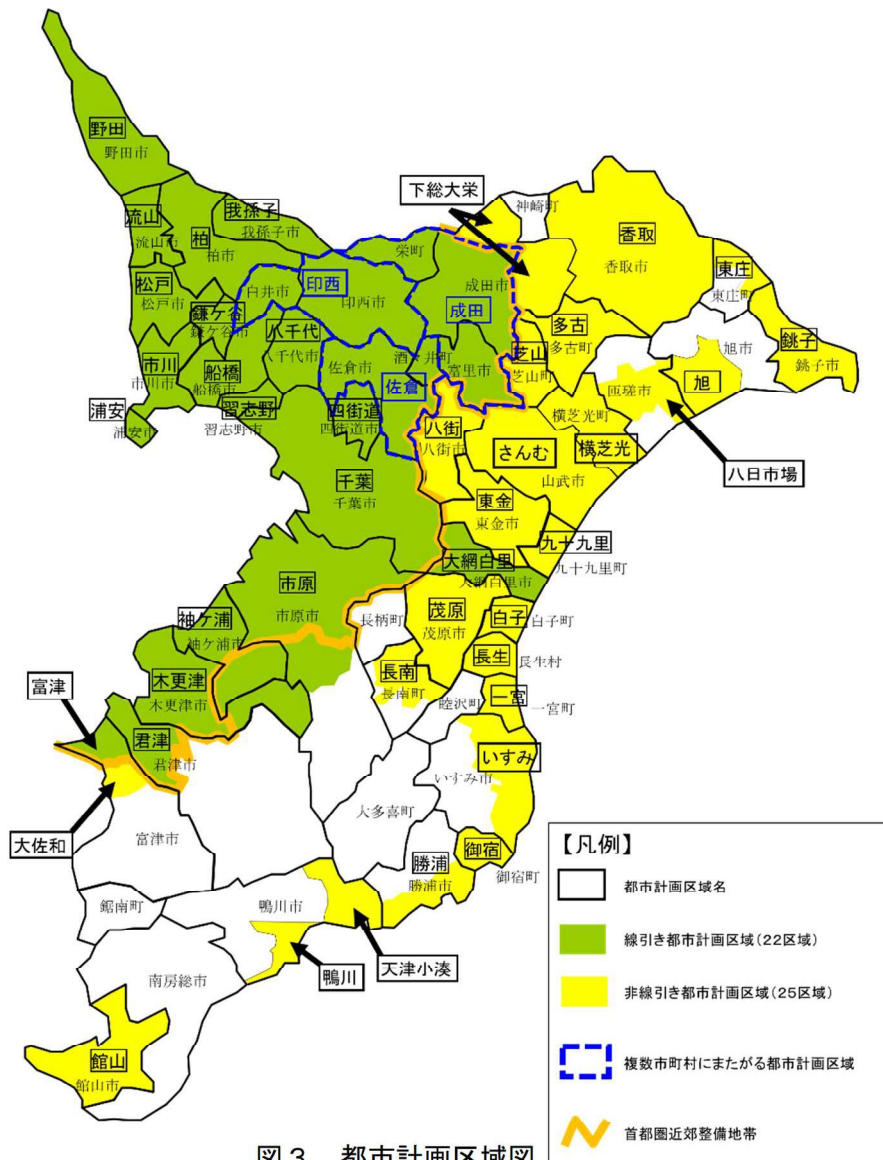 野田
野田市
下総大栄
神崎町
我孫子
我孫子市
流山
流山市
柏
柏市
栄町
香取
香取市
東庄
東庄町
松戸
松戸市
白井市
印西
印西市
成田市
成田
鎌ケ谷
鎌ケ谷市
八千代
八千代市
多古
多古町
銚子
銚子市
旭市
市川
市川市
船橋
船橋市
佐倉市
酒々井町
富里市
芝山
芝山町
匝瑳市
旭
浦安
浦安市
習志野
習志野市
四街道
四街道市
佐倉
八街
八街市
横芝光町
横芝光
さんむ
山武市
八日市場
千葉
千葉市
東金
東金市
九十九里
九十九里町
大網白里
大網白里市
市原
市原市
長柄町
茂原
茂原市
白子
白子町
袖ケ浦
袖ケ浦市
長南
長南町
長生
長生村
富津
木更津
木更津市
睦沢町
一宮
一宮町
君津
君津市
いすみ
いすみ市
大佐和
富津市
大多喜町
勝浦
勝浦市
御宿
御宿町
鋸南町
鴨川市
鴨川
天津小湊
南房総市
館山
館山市
【凡例】
都市計画区域名
線引き都市計画区域(22区域)
非線引き都市計画区域(25区域)
複数市町村にまたがる都市計画区域
首都圏近郊整備地帯
図3 都市計画区域図